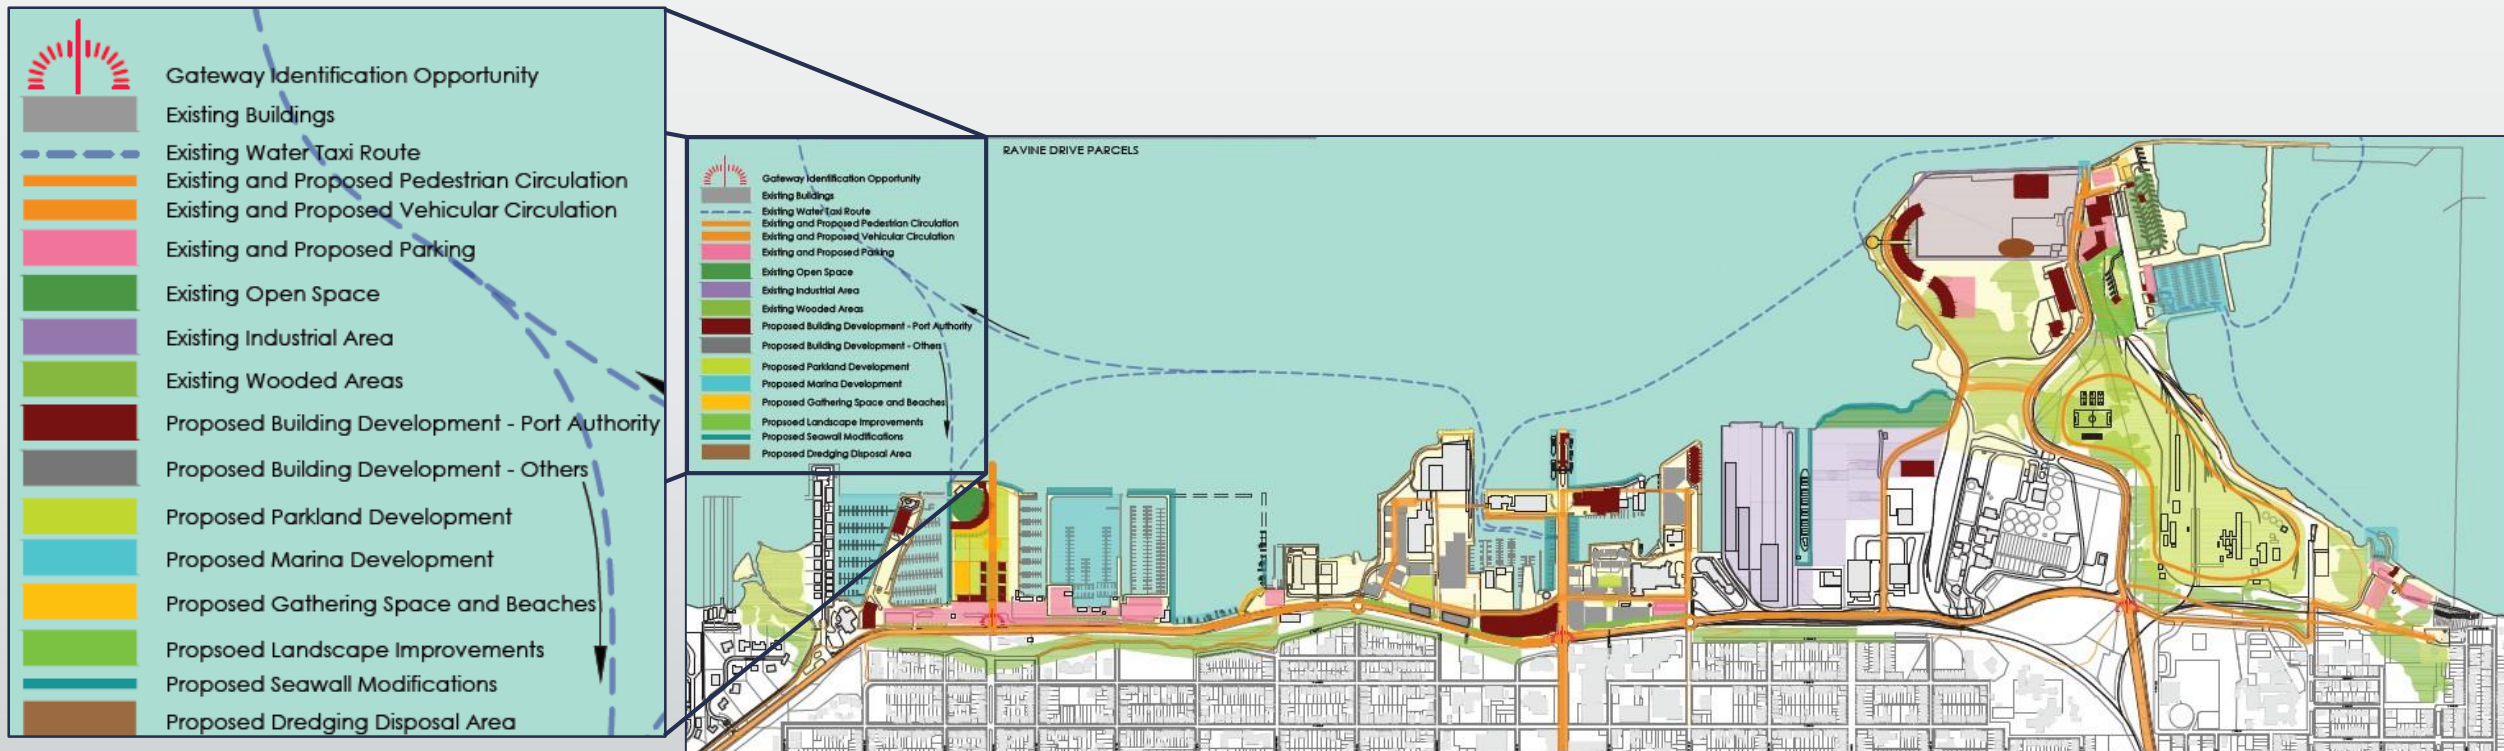 Gateway Identification Opportunity
Existing Buildings
Existing Water Taxi Route
Existing and Proposed Pedestrian Circulation
Existing and Proposed Vehicular Circulation
Existing and Proposed Parking
Existing Open Space
Existing Industrial Area
Existing Wooded Areas
Proposed Building Development - Port Authority
Proposed Building Development - Others
Proposed Parkland Development
Proposed Marina Development
Proposed Gathering Space and Beaches
Propsoed Landscape Improvements
Proposed Seawall Modifications
Proposed Dredging Disposal Area
RAVINE DRIVE PARCELS
Gateway Identification Opportunity
Existing Buildings
Existing Water Taxi Route
Existing and Proposed Pedestrian Circulation
Existing and Proposed Vehicular Circulation
Existing and Proposed Parking
Existing Open Space
Existing Industrial Area
Existing Wooded Areas
Proposed Building Development - Port Authority
Proposed Building Development - Others
Proposed Parkland Development
Proposed Marina Development
Proposed Gathering Space and Beaches
Propsoed Landscape Improvements
Proposed Seawall Modifications
Proposed Dredging Disposal Area